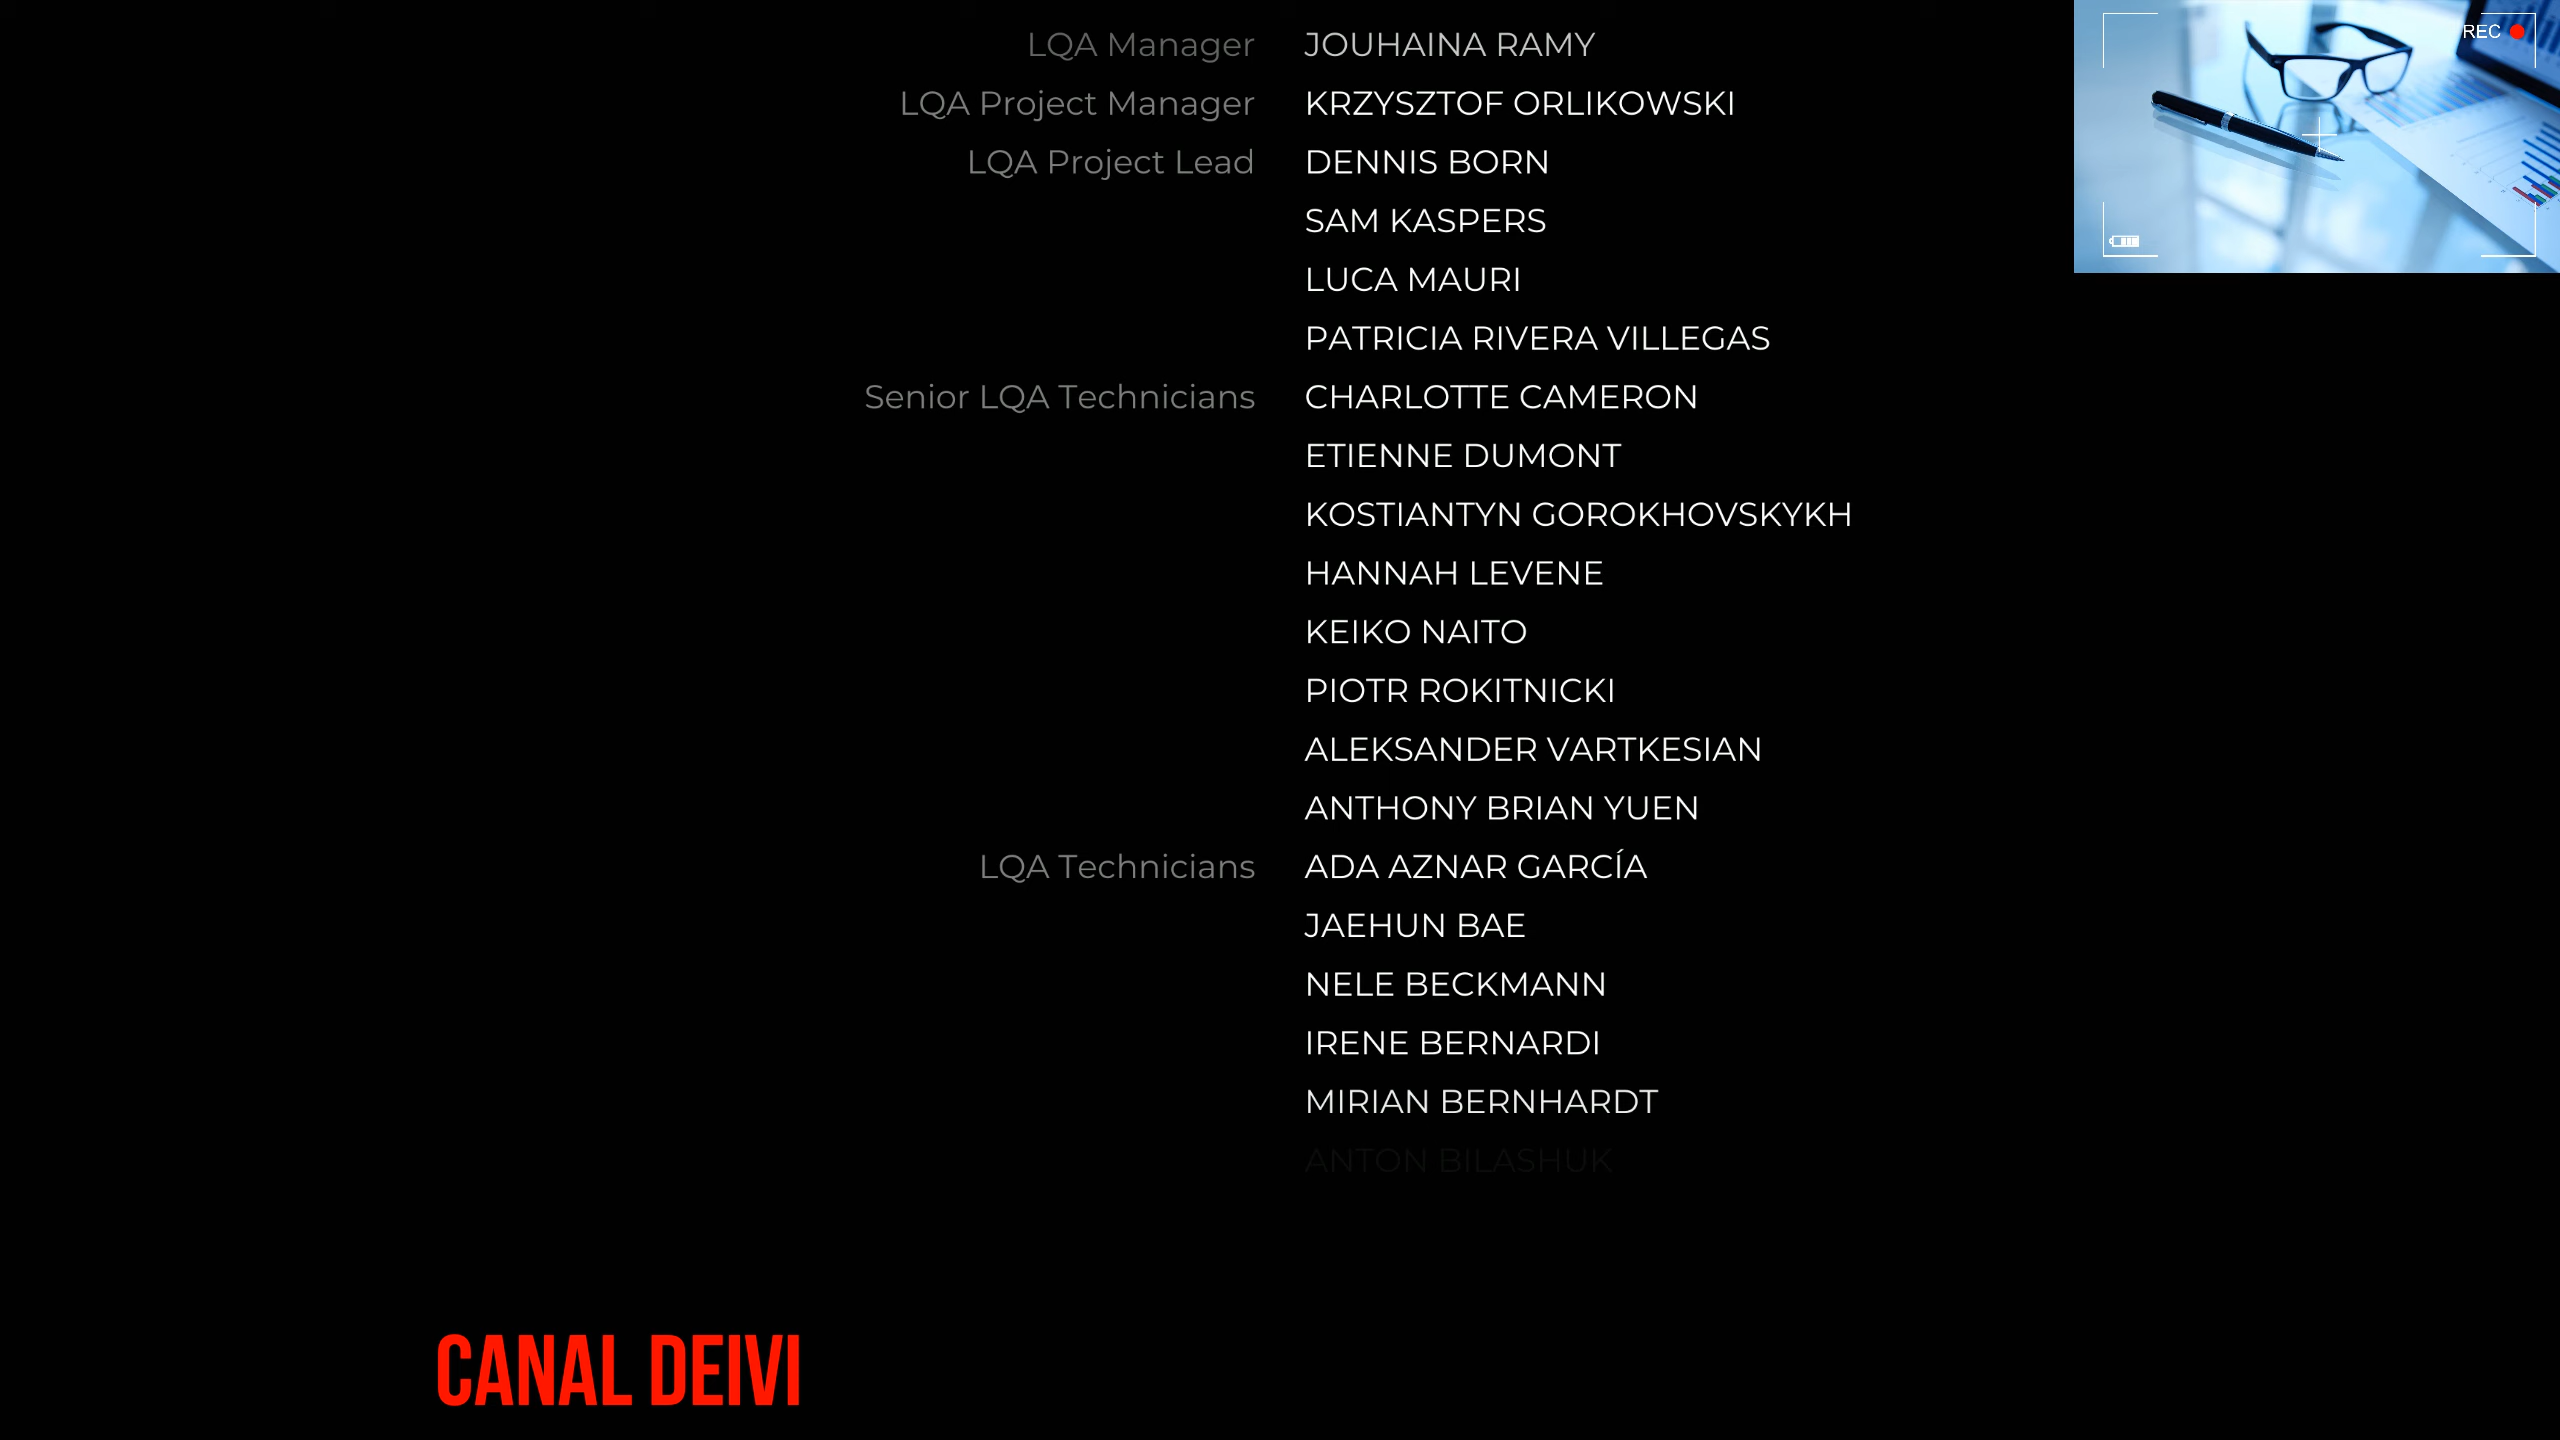 LQA Manager JOUHAINA RAMY
REC
LQA Project Manager KRZYSZTOF ORLIKOWSKI
LQA Project Lead DENNIS BORN
SAM KASPERS
LUCA MAURI
PATRICIA RIVERA VILLEGAS
Senior LQA Technicians CHARLOTTE CAMERON
ETIENNE DUMONT
KOSTIANTYN GOROKHOVSKYKH
HANNAH LEVENE
KEIKO NAITO
PIOTR ROKITNICKI
ALEKSANDER VARTKESIAN
ANTHONY BRIAN YUEN
LQA Technicians ADA AZNAR GARCÍA
JAEHUN BAE
NELE BECKMANN
IRENE BERNARDI
MIRIAN BERNHARDT
ANTON BILASHUK
CANAL DEIVI